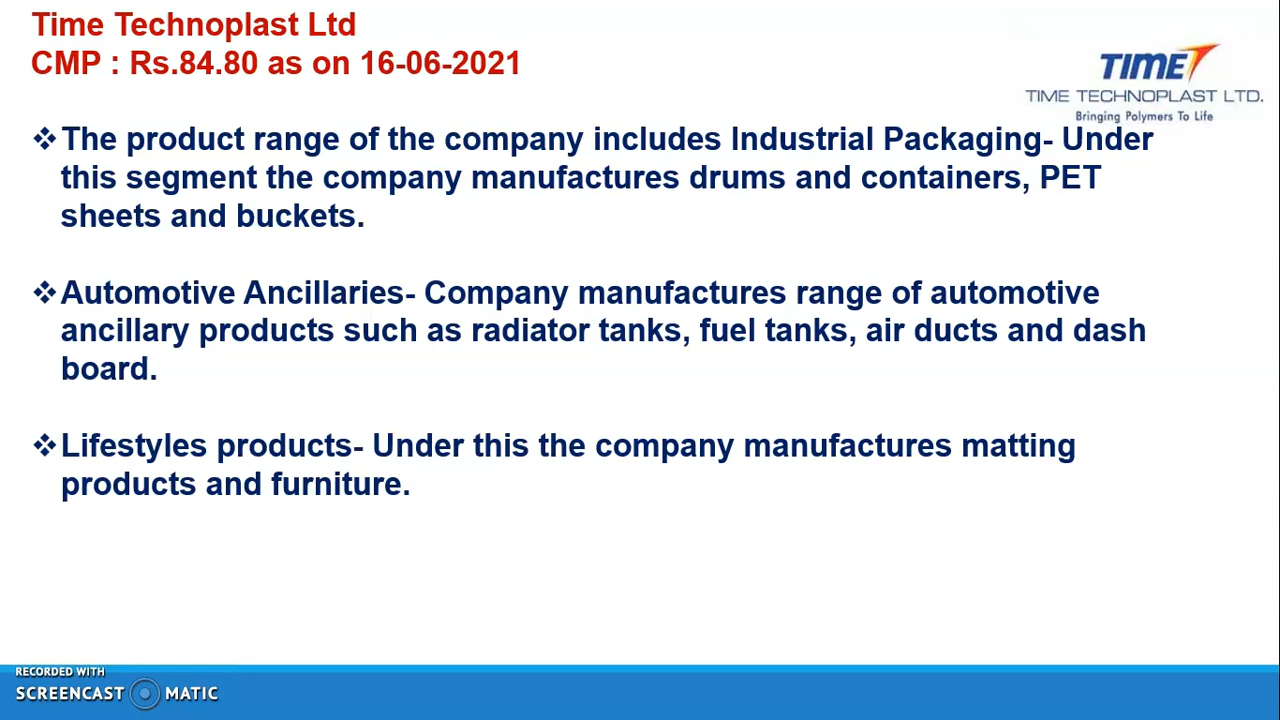 Time Technoplast Ltd
CMP : Rs.84.80 as on 16-06-2021
TIME
TIME TECHNOPLAST LTD.
Bringing Polymers To Life
❖The product range of the company includes Industrial Packaging- Under
this segment the company manufactures drums and containers, PET
sheets and buckets.
❖Automotive Ancillaries- Company manufactures range of automotive
ancillary products such as radiator tanks, fuel tanks, air ducts and dash
board.
❖Lifestyles products- Under this the company manufactures matting
products and furniture.
RECORDED WITH
SCREENCAST MATIC